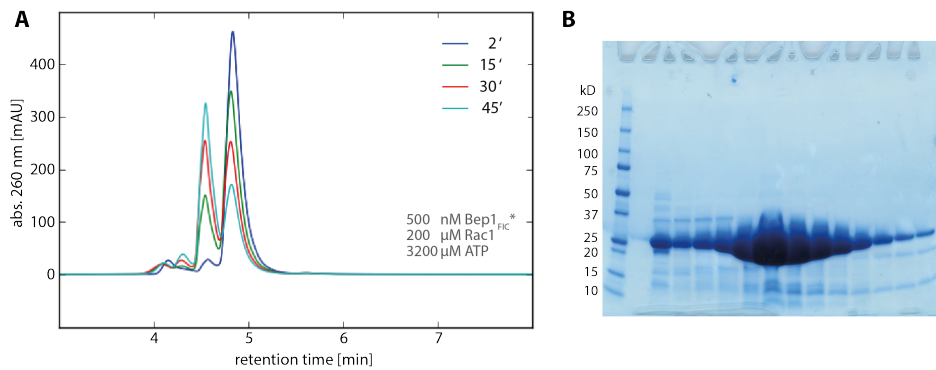 A
B
2‘
15‘
30‘
45’
400
300
200
100
0
abs. 260 nm [mAU]
500 nM Bep1FIC*
200 µM Rac1
3200 µM ATP
4
5
6
7
retention time [min]
kD
250
150
100
75
50
37
25
20
15
10